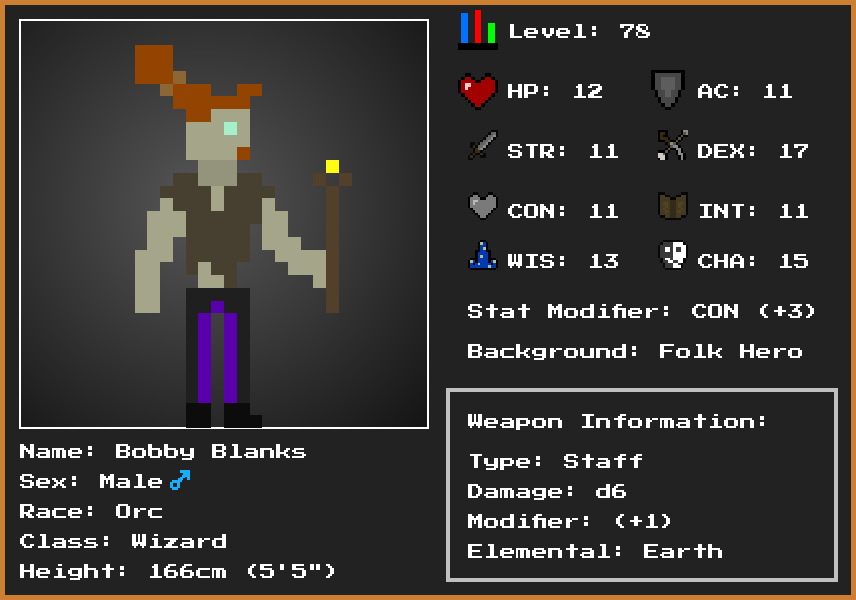 Level: 78
HP: 12 AC: 11
STR: 11 DEX: 17
CON: 11 INT: 11
WIS: 13 CHA: 15
Stat Modifier: CON (+3)
Background: Folk Hero
Weapon Information:
Type: Staff
Damage: d6
Modifier: (+1)
Elemental: Earth
Name: Bobby Blanks
Sex: Male ♂
Race: Orc
Class: Wizard
Height: 166cm (5'5")